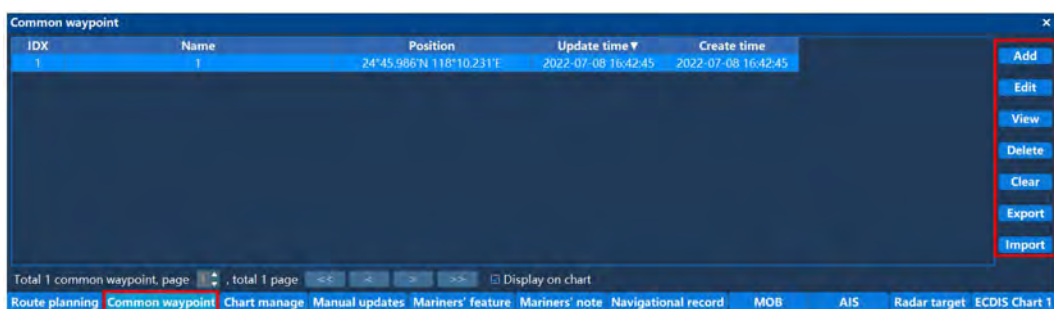 Common waypoint ×
IDX Name Position Update time▼ Create time
1 1 24°45.986'N 118°10.231'E 2022-07-08 16:42:45 2022-07-08 16:42:45
Add
Edit
View
Delete
Clear
Export
Import
Total 1 common waypoint, page 1 , total 1 page << < > >> Display on chart
Route planning Common waypoint Chart manage Manual updates Mariners' feature Mariners' note Navigational record MOB AIS Radar target ECDIS Chart 1